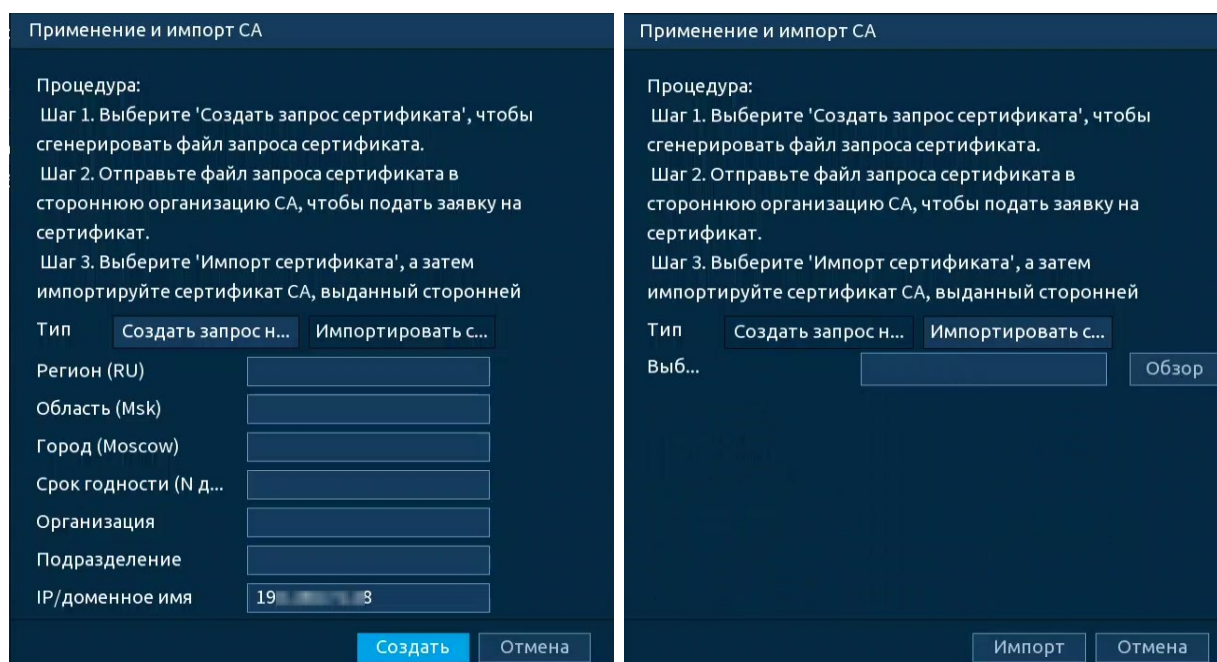 Применение и импорт CA
Процедура:
Шаг 1. Выберите 'Создать запрос сертификата', чтобы
сгенерировать файл запроса сертификата.
Шаг 2. Отправьте файл запроса сертификата в
стороннюю организацию CA, чтобы подать заявку на
сертификат.
Шаг 3. Выберите 'Импорт сертификата', а затем
импортируйте сертификат CA, выданный сторонней
Тип Создать запрос н... Импортировать с...
Регион (RU)
Область (Msk)
Город (Moscow)
Срок годности (N д...
Организация
Подразделение
IP/доменное имя 19 8
Создать Отмена
Применение и импорт CA
Процедура:
Шаг 1. Выберите 'Создать запрос сертификата', чтобы
сгенерировать файл запроса сертификата.
Шаг 2. Отправьте файл запроса сертификата в
стороннюю организацию CA, чтобы подать заявку на
сертификат.
Шаг 3. Выберите 'Импорт сертификата', а затем
импортируйте сертификат CA, выданный сторонней
Тип Создать запрос н... Импортировать с...
Выб... Обзор
Импорт Отмена